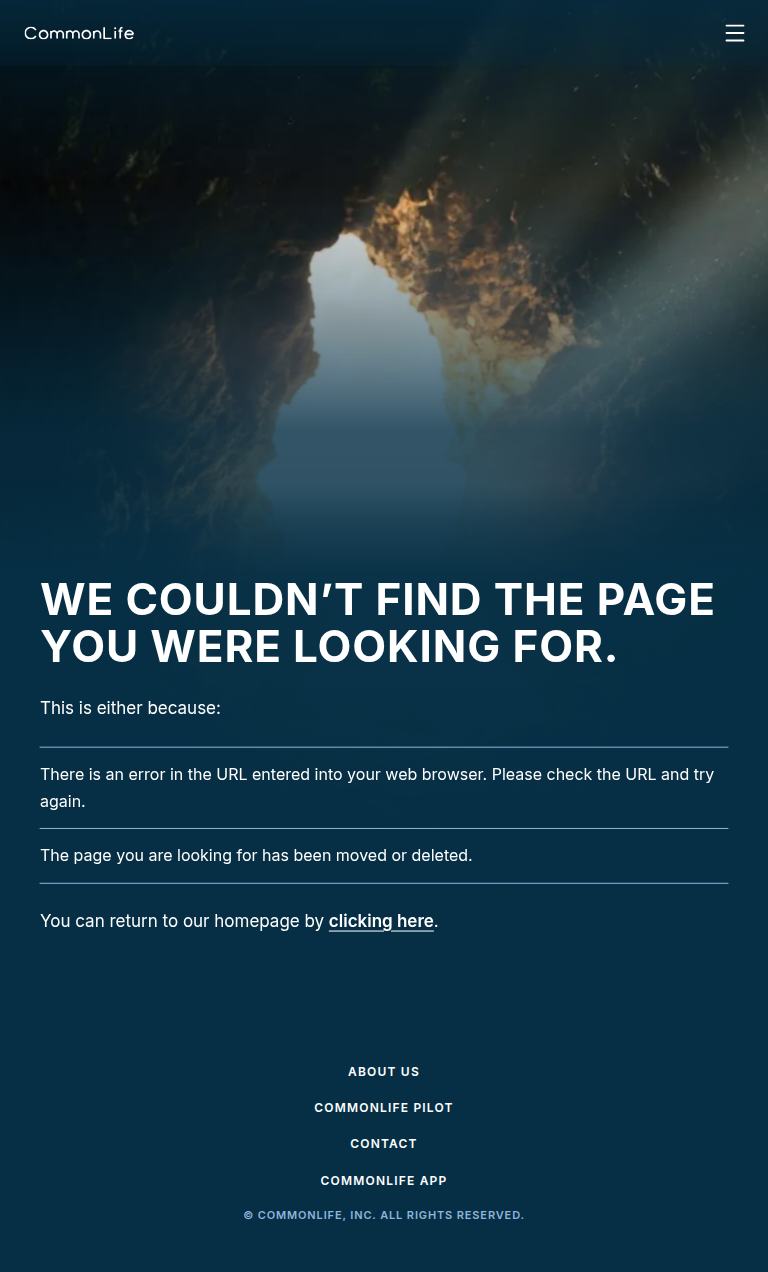 CommonLife
WE COULDN’T FIND THE PAGE
YOU WERE LOOKING FOR.
This is either because:
There is an error in the URL entered into your web browser. Please check the URL and try
again.
The page you are looking for has been moved or deleted.
You can return to our homepage by clicking here.
ABOUT US
COMMONLIFE PILOT
CONTACT
COMMONLIFE APP
© COMMONLIFE, INC. ALL RIGHTS RESERVED.